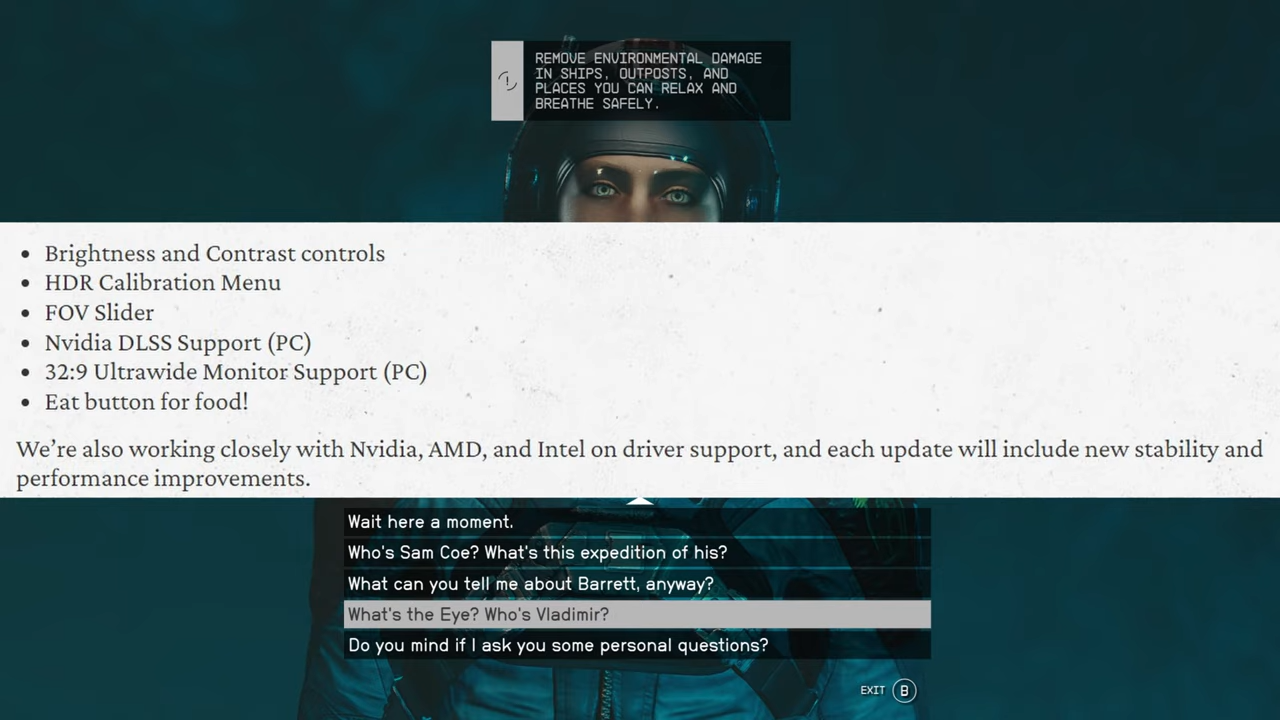 REMOVE ENVIRONMENTAL DAMAGE
IN SHIPS, OUTPOSTS, AND
PLACES YOU CAN RELAX AND
BREATHE SAFELY.
• Brightness and Contrast controls
• HDR Calibration Menu
• FOV Slider
• Nvidia DLSS Support (PC)
• 32:9 Ultrawide Monitor Support (PC)
• Eat button for food!
We’re also working closely with Nvidia, AMD, and Intel on driver support, and each update will include new stability and
performance improvements.
Wait here a moment.
Who's Sam Coe? What's this expedition of his?
What can you tell me about Barrett, anyway?
What's the Eye? Who's Vladimir?
Do you mind if I ask you some personal questions?
EXIT B